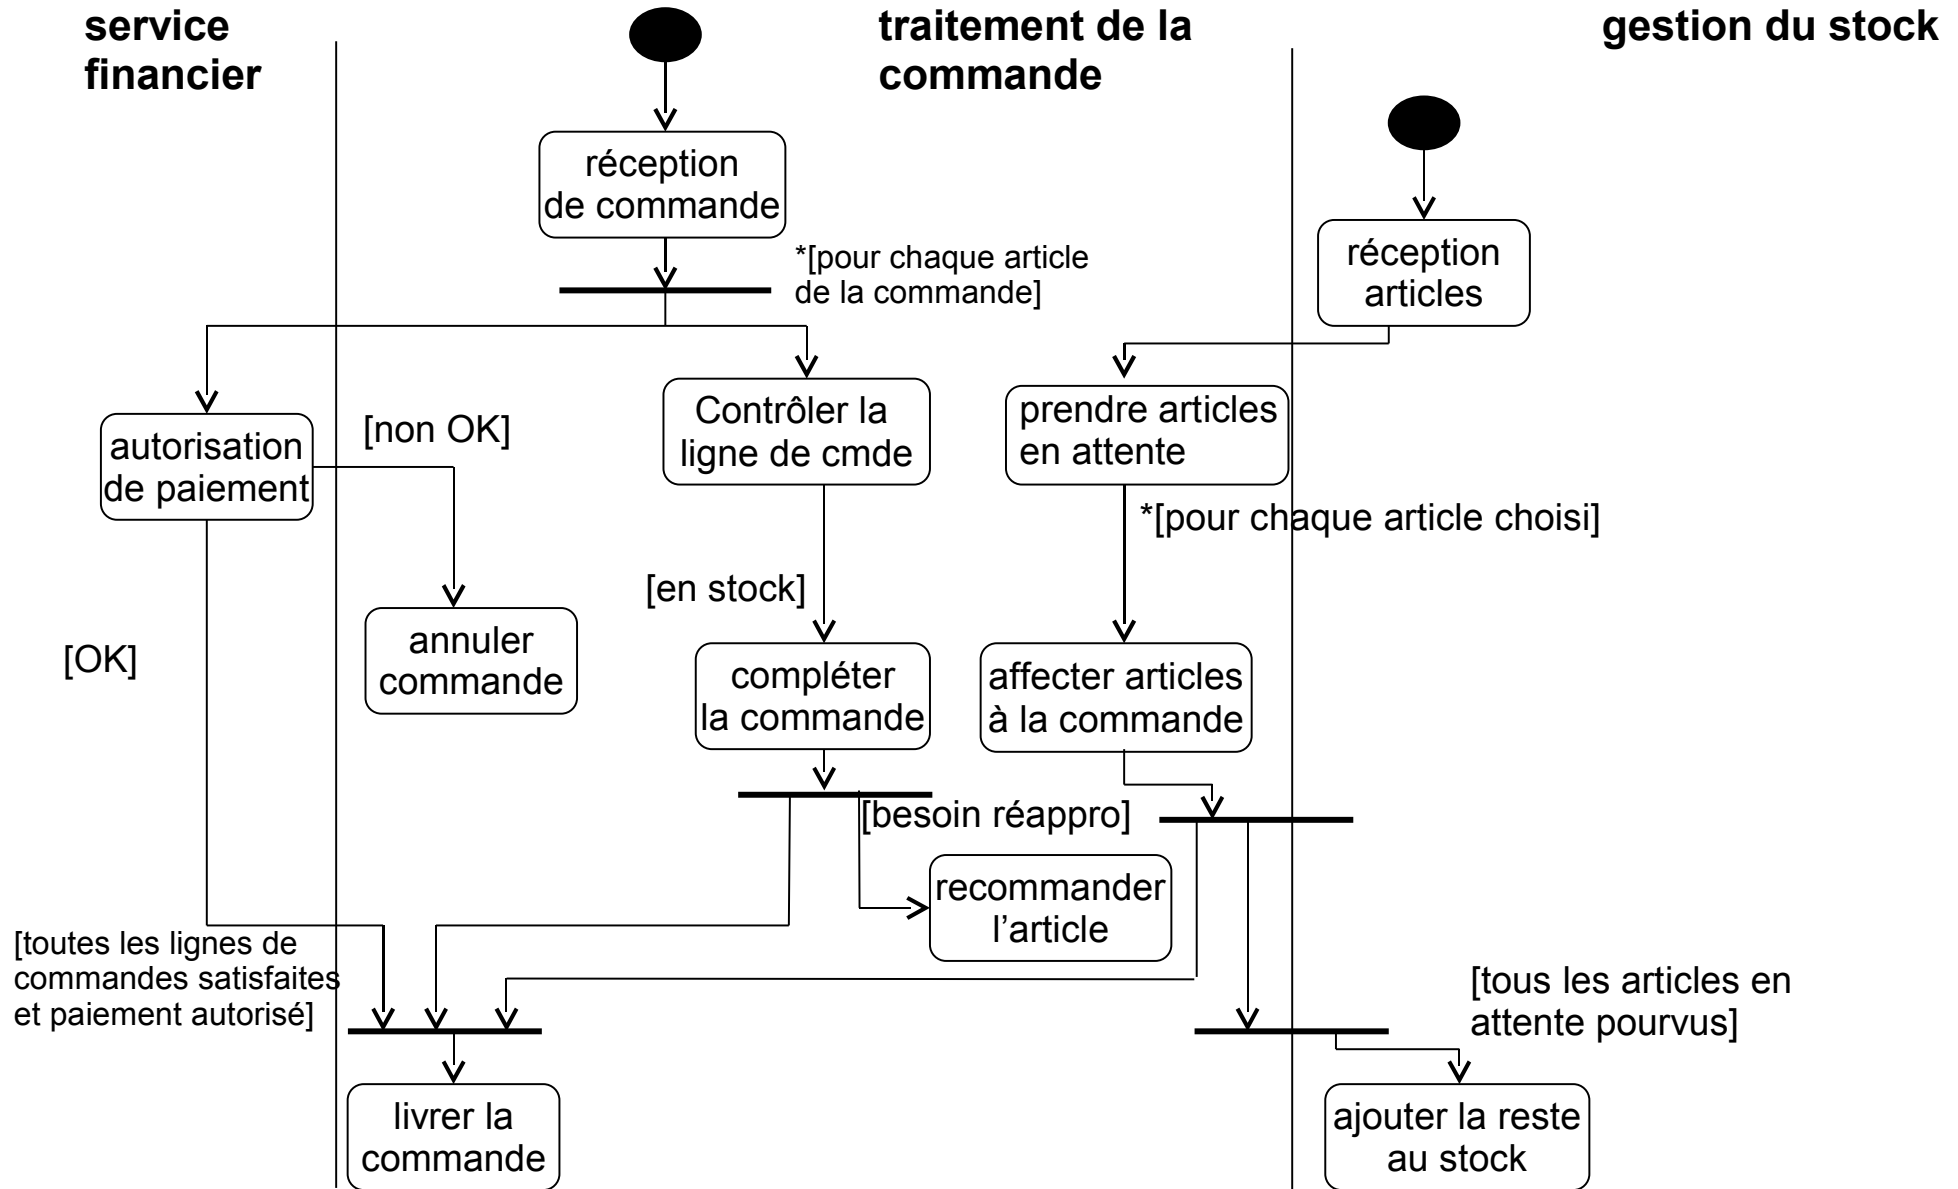 service
financier
traitement de la
commande
gestion du stock
réception
de commande
*[pour chaque article
de la commande]
réception
articles
autorisation
de paiement
[non OK]
Contrôler la
ligne de cmde
prendre articles
en attente
*[pour chaque article choisi]
[en stock]
[OK]
annuler
commande
compléter
la commande
affecter articles
à la commande
[besoin réappro]
recommander
l’article
[toutes les lignes de
commandes satisfaites
et paiement autorisé]
[tous les articles en
attente pourvus]
livrer la
commande
ajouter la reste
au stock